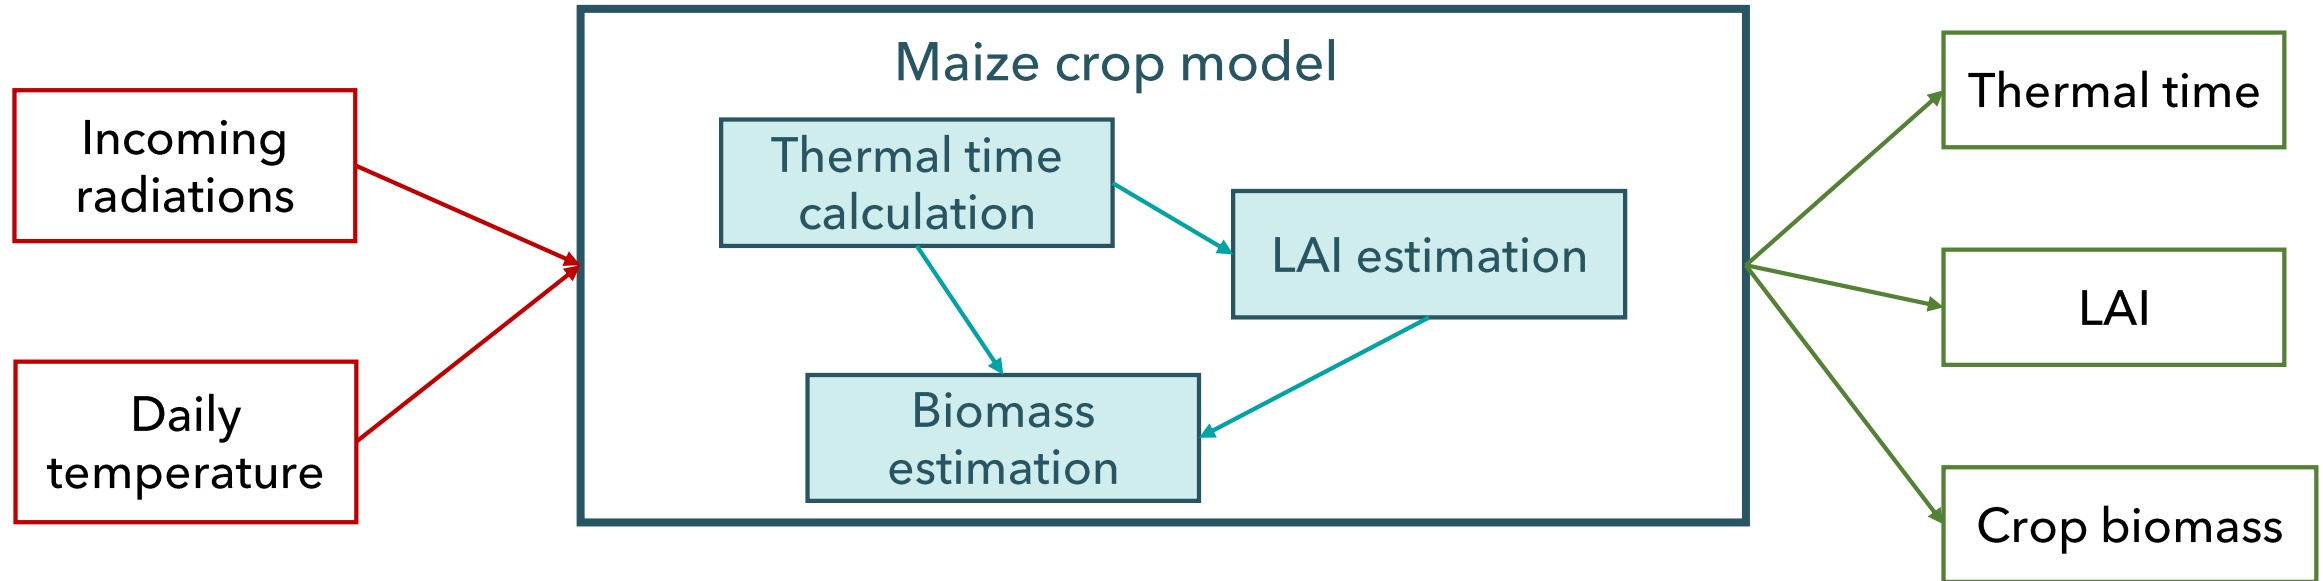 Incoming
radiations
Daily
temperature
Maize crop model
Thermal time
calculation
LAI estimation
Biomass
estimation
Thermal time
LAI
Crop biomass